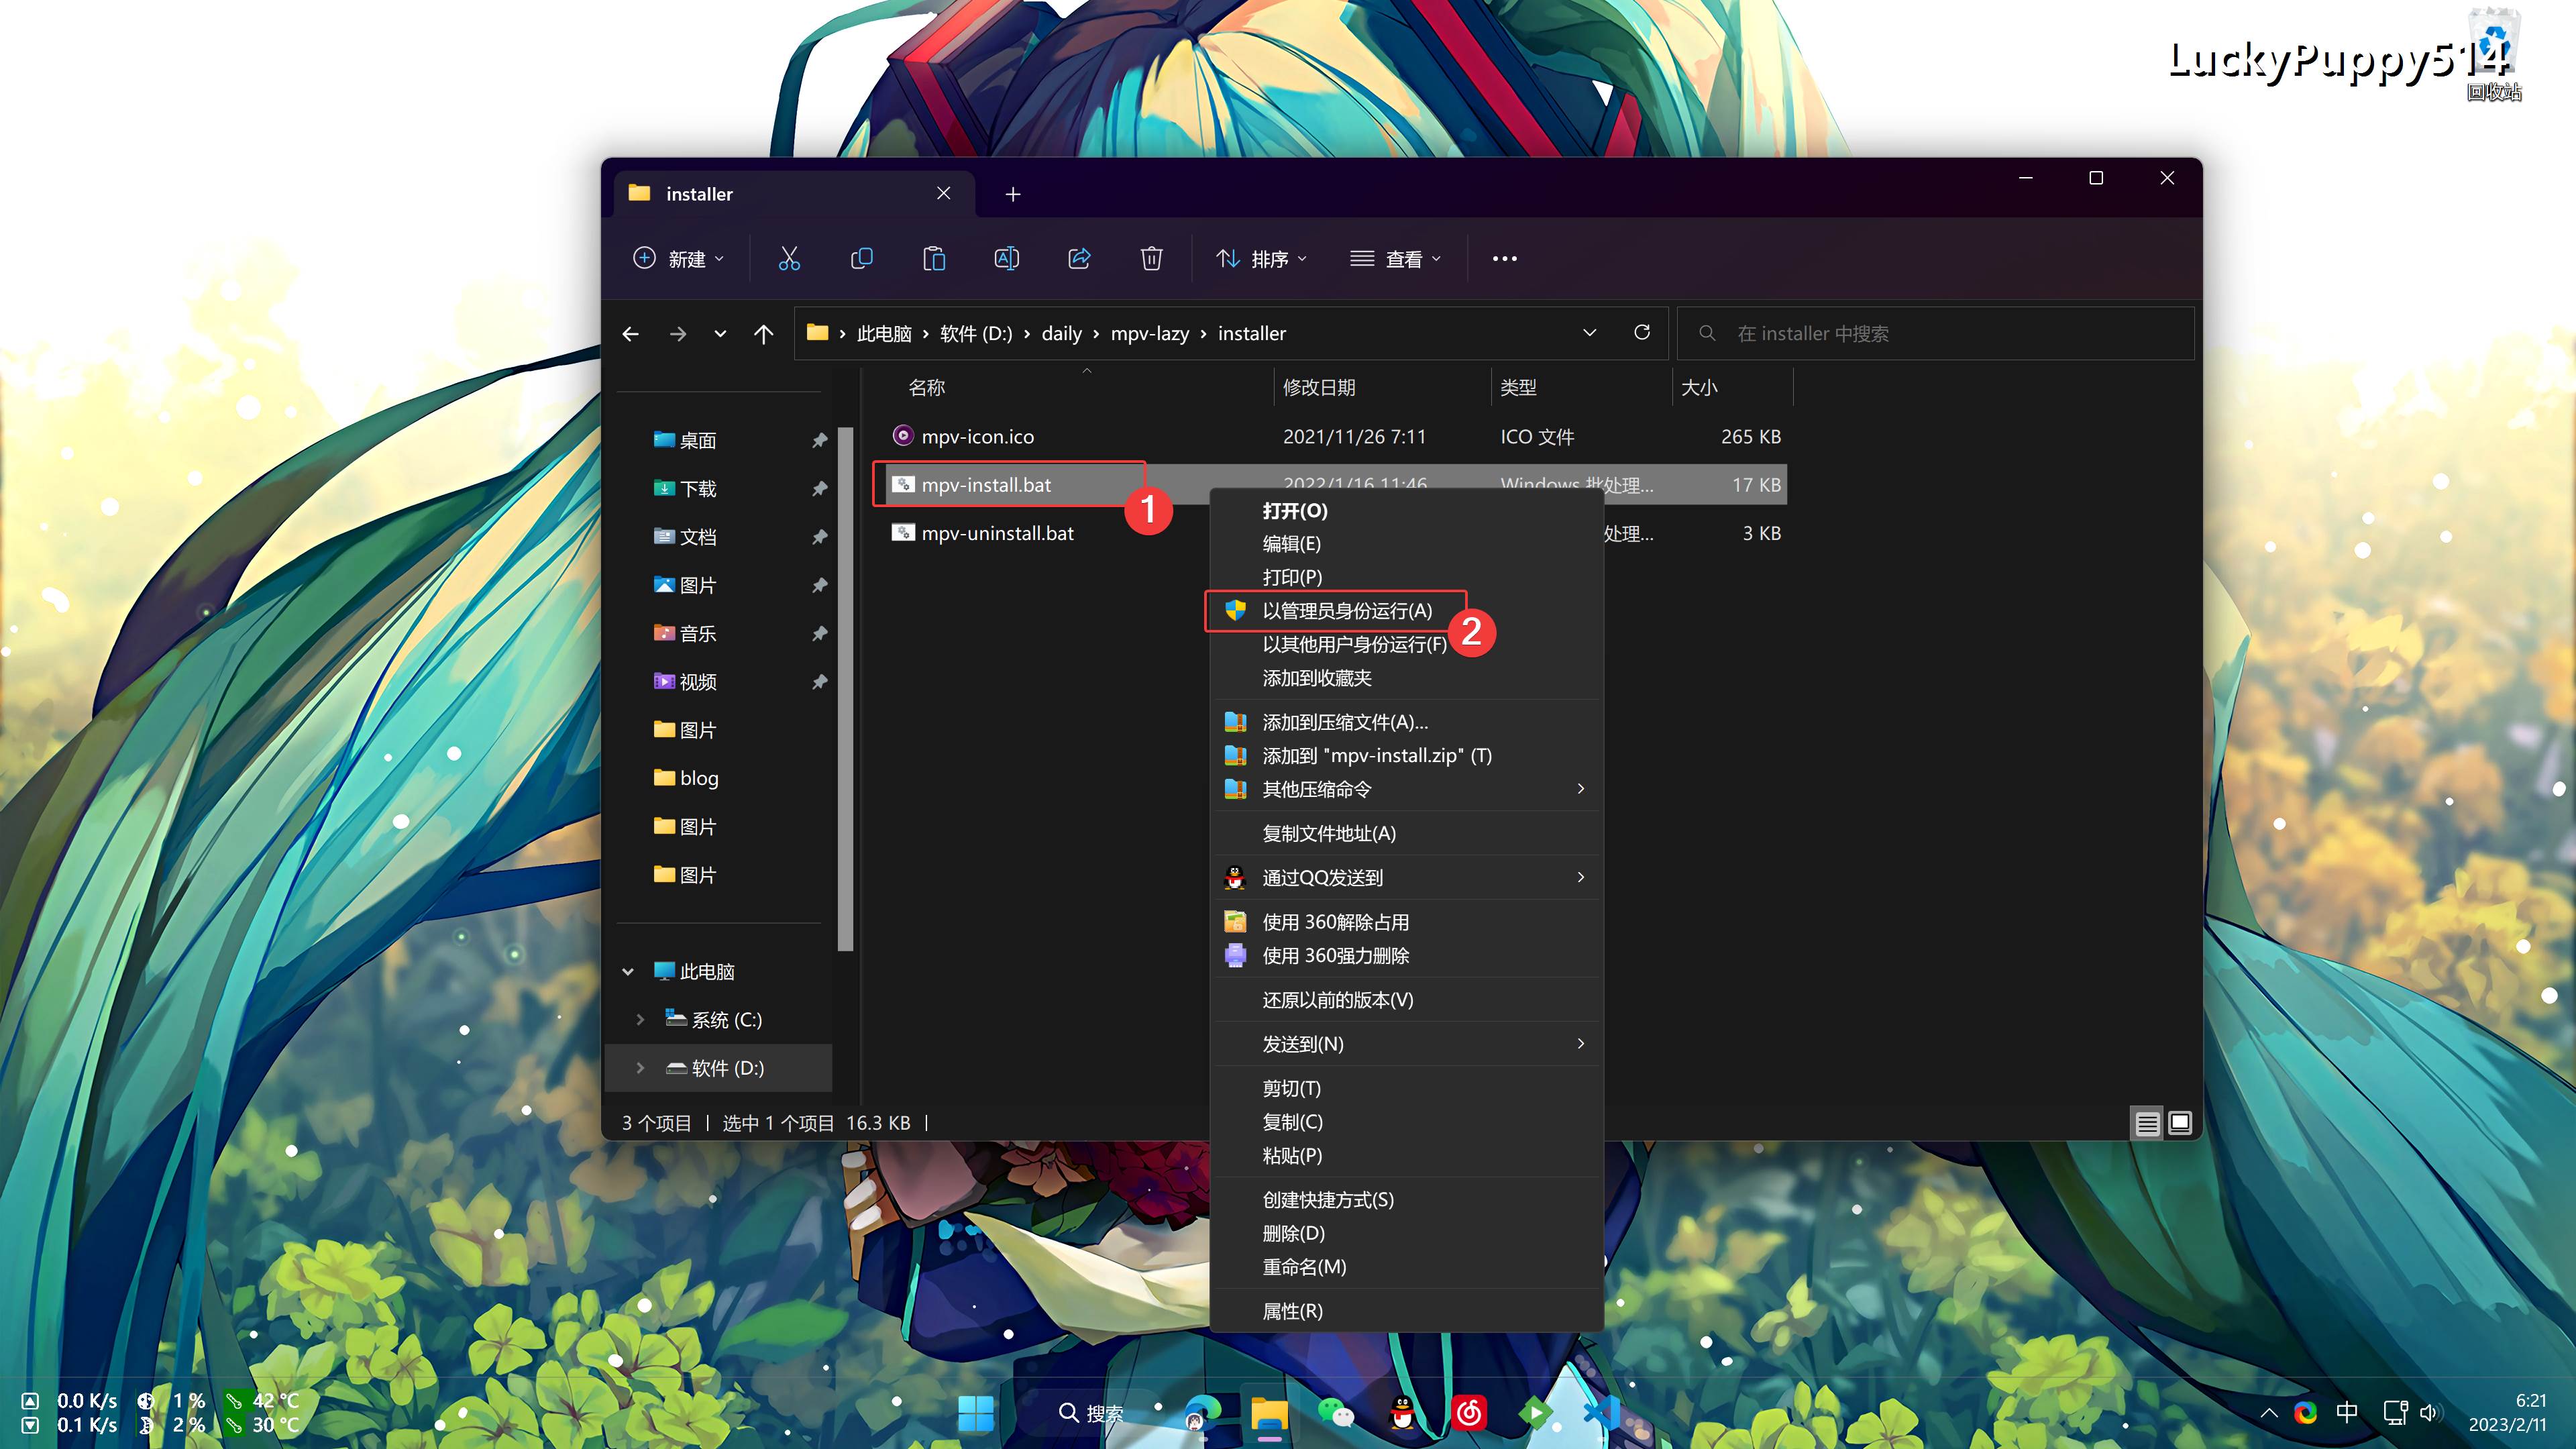 LuckyPuppy514
回收站
installer
新建
排序
查看
此电脑 › 软件 (D:) › daily › mpv-lazy › installer
在 installer 中搜索
名称 修改日期 类型 大小
mpv-icon.ico 2021/11/26 7:11 ICO 文件 265 KB
mpv-install.bat 2022/1/16 11:46 Windows 批处理... 17 KB
mpv-uninstall.bat 处理... 3 KB
1
打开(O)
编辑(E)
打印(P)
以管理员身份运行(A)
2
以其他用户身份运行(F)
添加到收藏夹
添加到压缩文件(A)...
添加到 "mpv-install.zip" (T)
其他压缩命令
复制文件地址(A)
通过QQ发送到
使用 360解除占用
使用 360强力删除
还原以前的版本(V)
发送到(N)
剪切(T)
复制(C)
粘贴(P)
创建快捷方式(S)
删除(D)
重命名(M)
属性(R)
桌面
下载
文档
图片
音乐
视频
图片
blog
图片
图片
此电脑
系统 (C:)
软件 (D:)
3 个项目 | 选中 1 个项目 16.3 KB |
0.0 K/s 1 % 42 °C
0.1 K/s 2 % 30 °C
搜索
中
6:21
2023/2/11